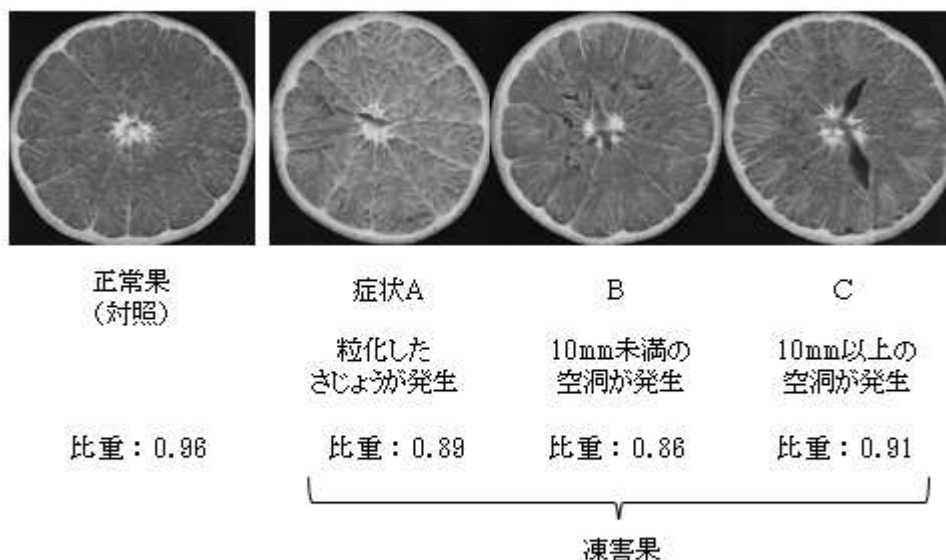 正常果
(対照)
症状A
粒化した
さじょうが発生
B
10mm未満の
空洞が発生
C
10mm以上の
空洞が発生
比重：0.96
比重：0.89
比重：0.86
比重：0.91
凍害果